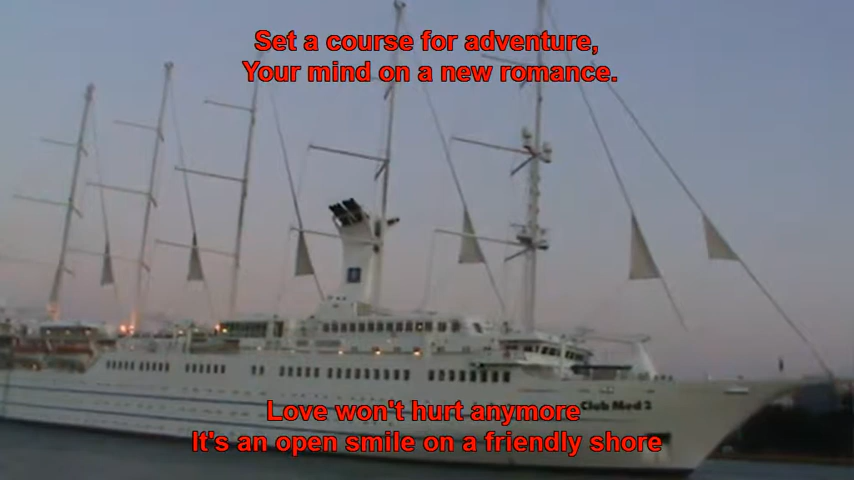 Set a course for adventure,
Your mind on a new romance.
Club Med 2
Love won't hurt anymore
It's an open smile on a friendly shore